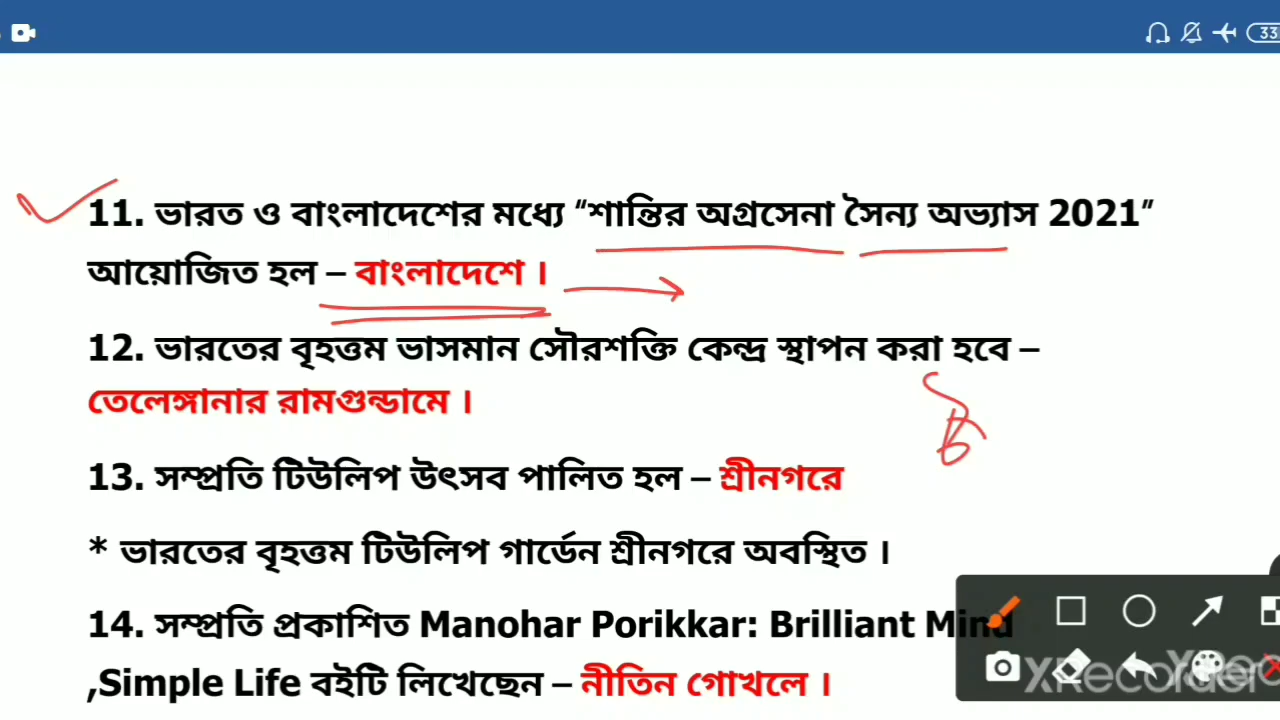 33
11. ভারত ও বাংলাদেশের মধ্যে “শান্তির অগ্রসেনা সৈন্য অভ্যাস 2021”
আয়োজিত হল – বাংলাদেশে ।
12. ভারতের বৃহত্তম ভাসমান সৌরশক্তি কেন্দ্র স্থাপন করা হবে –
তেলেঙ্গানার রামগুন্ডামে ।
13. সম্প্রতি টিউলিপ উৎসব পালিত হল – শ্রীনগরে
* ভারতের বৃহত্তম টিউলিপ গার্ডেন শ্রীনগরে অবস্থিত ।
14. সম্প্রতি প্রকাশিত Manohar Porikkar: Brilliant Mind
,Simple Life বইটি লিখেছেন – নীতিন গোখলে ।
XRecorder